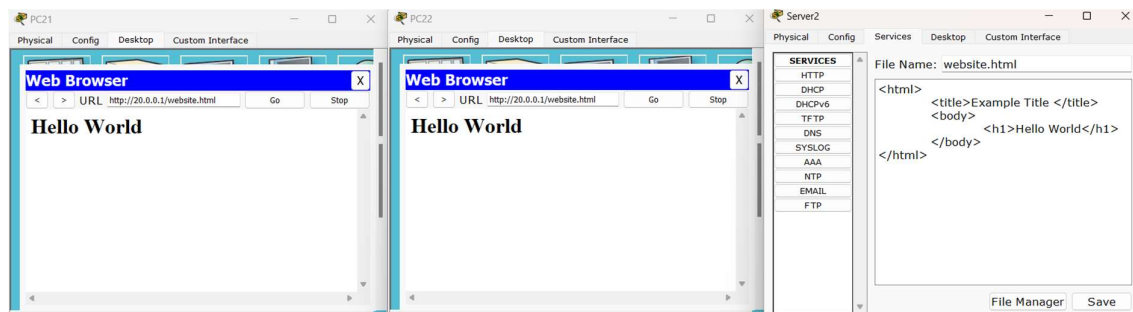 PC21
Physical Config Desktop Custom Interface
Web Browser X
< > URL http://20.0.0.1/website.html Go Stop
Hello World
PC22
Physical Config Desktop Custom Interface
Web Browser X
< > URL http://20.0.0.1/website.html Go Stop
Hello World
Server2
Physical Config Services Desktop Custom Interface
SERVICES
HTTP
DHCP
DHCPv6
TFTP
DNS
SYSLOG
AAA
NTP
EMAIL
FTP
File Name: website.html
<html>
<title>Example Title </title>
<body>
<h1>Hello World</h1>
</body>
</html>
File Manager Save